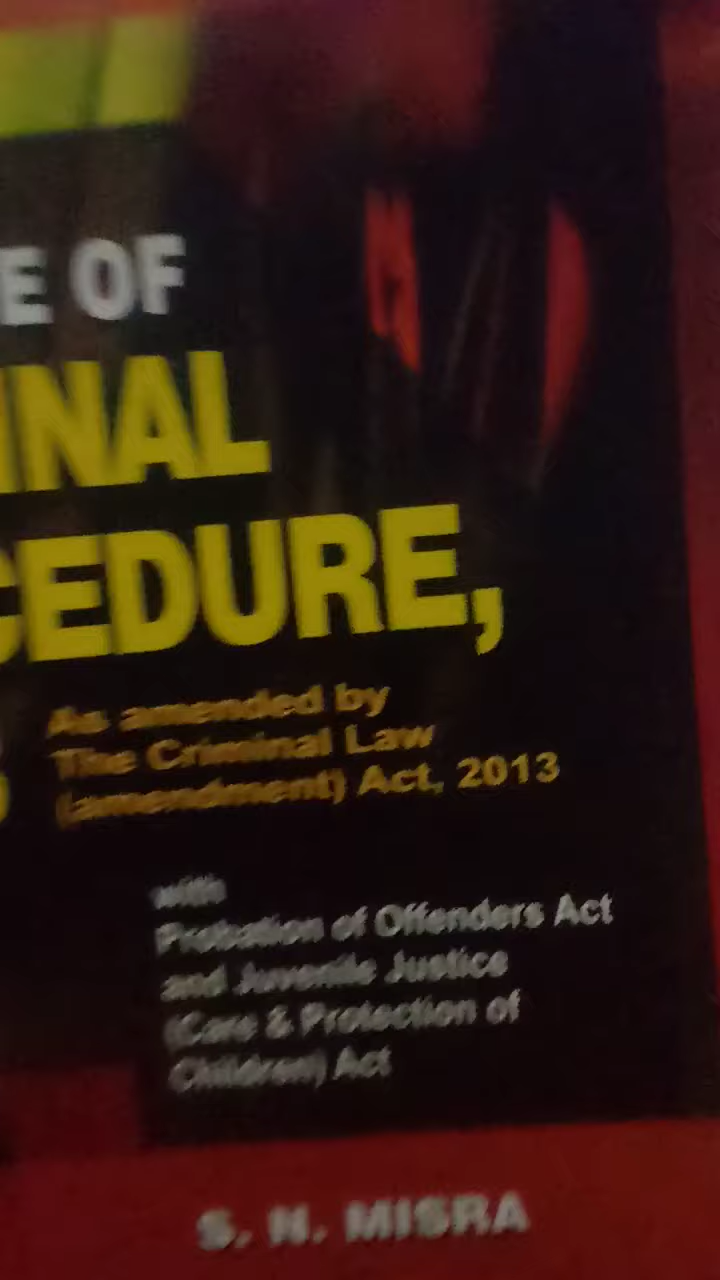 E OF
INAL
CEDURE,
As amended by
The Criminal Law
(amendment) Act, 2013
with
Probation of Offenders Act
and Juvenile Justice
(Care & Protection of
Children) Act
S. N. MISRA